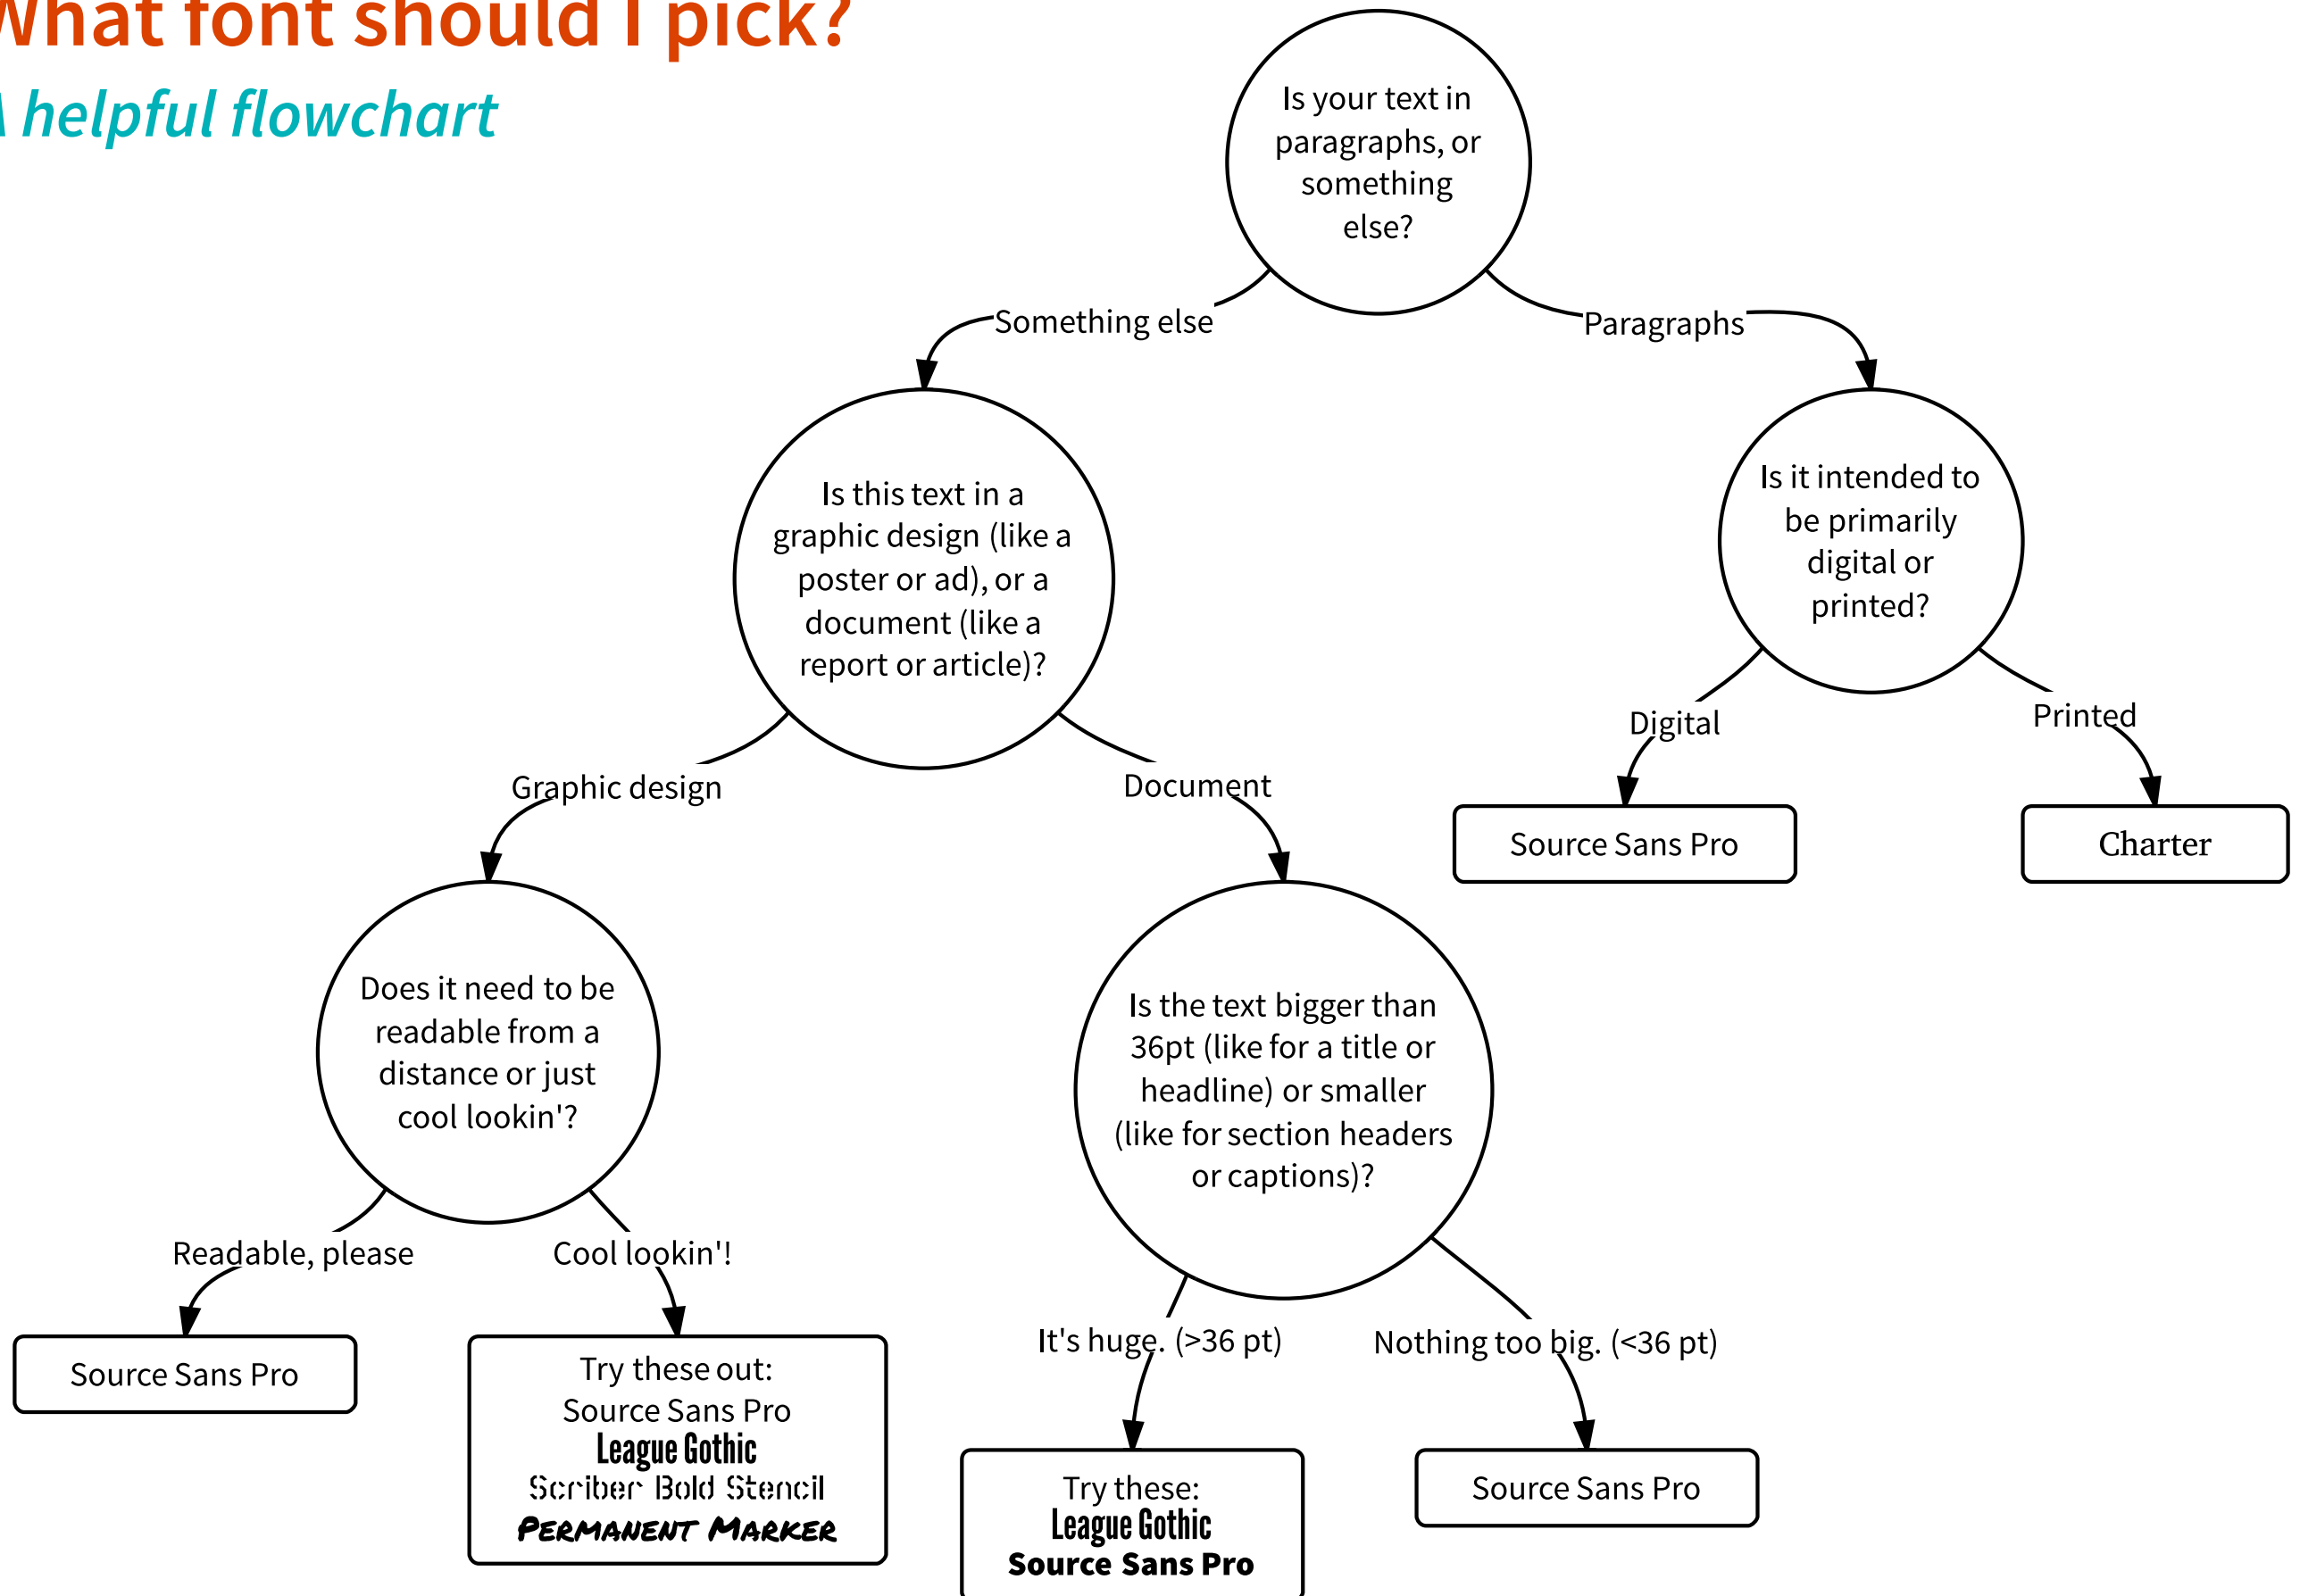 What font should I pick?
A helpful flowchart
Is your text in
paragraphs, or
something
else?
Something else
Paragraphs
Is this text in a
graphic design (like a
poster or ad), or a
document (like a
report or article)?
Is it intended to
be primarily
digital or
printed?
Graphic design
Document
Digital
Printed
Source Sans Pro
Charter
Does it need to be
readable from a
distance or just
cool lookin'?
Is the text bigger than
36pt (like for a title or
headline) or smaller
(like for section headers
or captions)?
Readable, please
Cool lookin'!
It's huge. (>36 pt)
Nothing too big. (<36 pt)
Source Sans Pro
Try these out:
Source Sans Pro
League Gothic
Scriber Bold Stencil
PERMANENT MARKER
Try these:
League Gothic
Source Sans Pro
Source Sans Pro